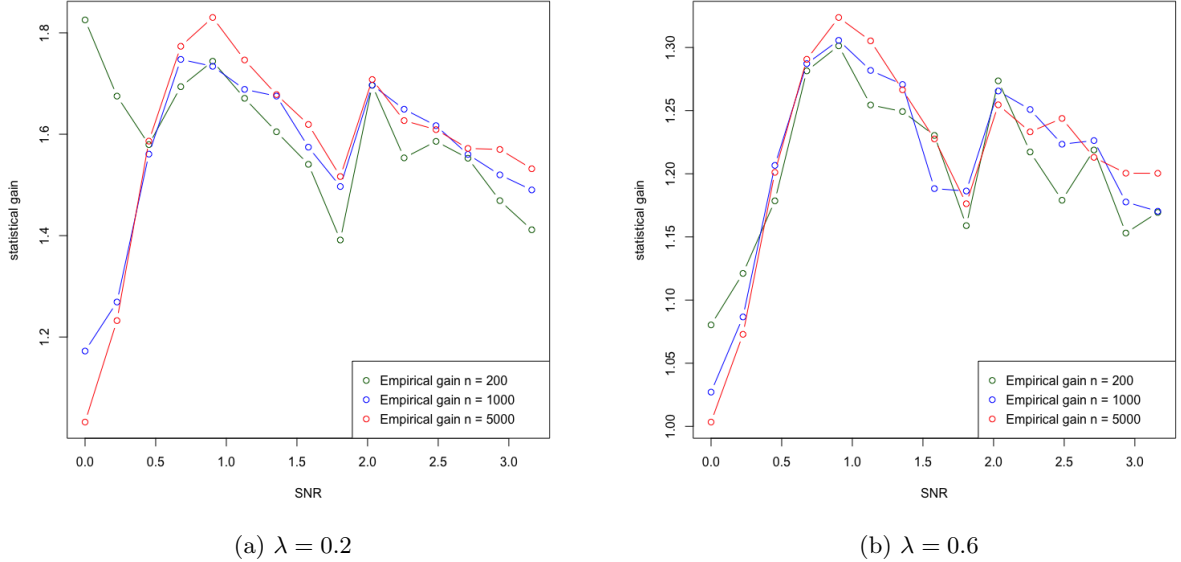 statistical gain
1.2 1.4 1.6 1.8
0.0 0.5 1.0 1.5 2.0 2.5 3.0
SNR
Empirical gain n = 200
Empirical gain n = 1000
Empirical gain n = 5000
(a) λ = 0.2
statistical gain
1.00 1.05 1.10 1.15 1.20 1.25 1.30
0.0 0.5 1.0 1.5 2.0 2.5 3.0
SNR
Empirical gain n = 200
Empirical gain n = 1000
Empirical gain n = 5000
(b) λ = 0.6